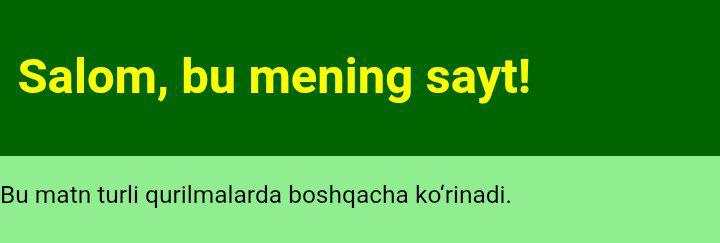 Salom, bu mening sayt!
Bu matn turli qurilmalarda boshqacha ko‘rinadi.